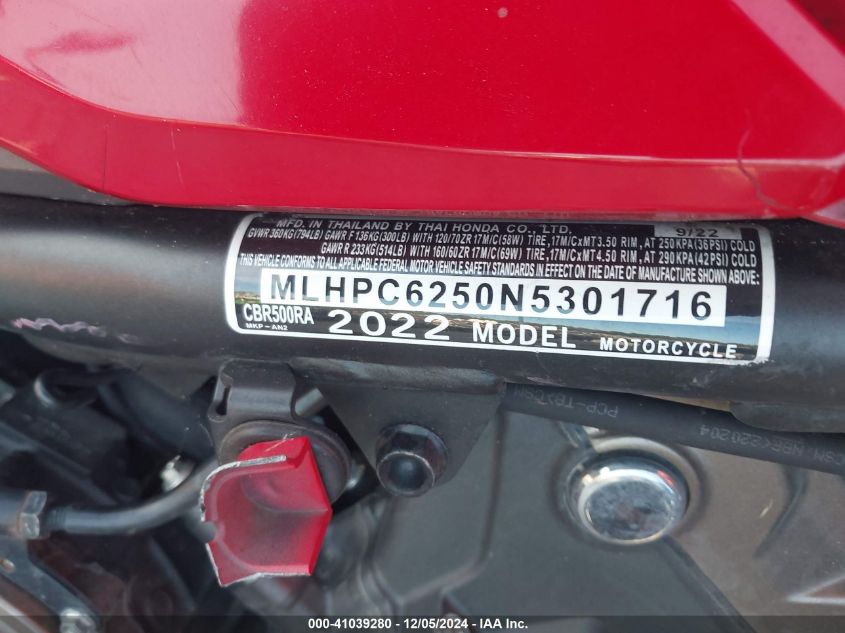 MFD. IN THAILAND BY THAI HONDA CO., LTD. 9/22
GVWR 360KG(794LB) GAWR F 136KG(300LB) WITH 120/70ZR 17M/C(58W) TIRE,17M/CxMT3.50 RIM, AT 250KPA(36PSI) COLD
GAWR R 233KG(514LB) WITH 160/60ZR 17M/C(69W) TIRE,17M/CxMT4.50 RIM, AT 290KPA(42PSI) COLD
THIS VEHICLE CONFORMS TO ALL APPLICABLE FEDERAL MOTOR VEHICLE SAFETY STANDARDS IN EFFECT ON THE DATE OF MANUFACTURE SHOWN ABOVE:
MLHPC6250N5301716
CBR500RA 2022 MODEL MOTORCYCLE
MKP-AN2
000-41039280 - 12/05/2024 - IAA Inc.